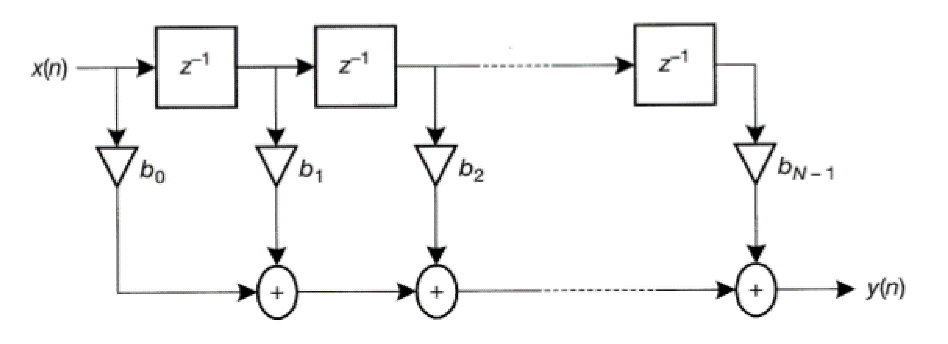 x(n) z⁻¹ z⁻¹ z⁻¹
b₀ b₁ b₂ b_{N−1}
+ + + y(n)